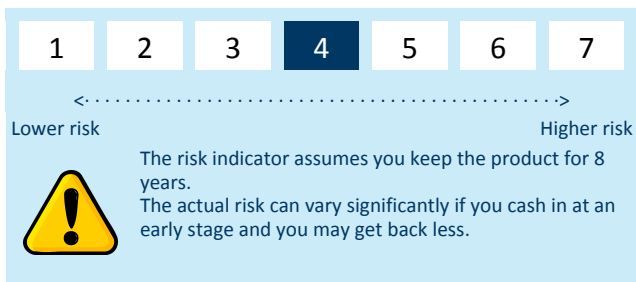 1 2 3 4 5 6 7
Lower risk Higher risk
The risk indicator assumes you keep the product for 8
years.
The actual risk can vary significantly if you cash in at an
early stage and you may get back less.